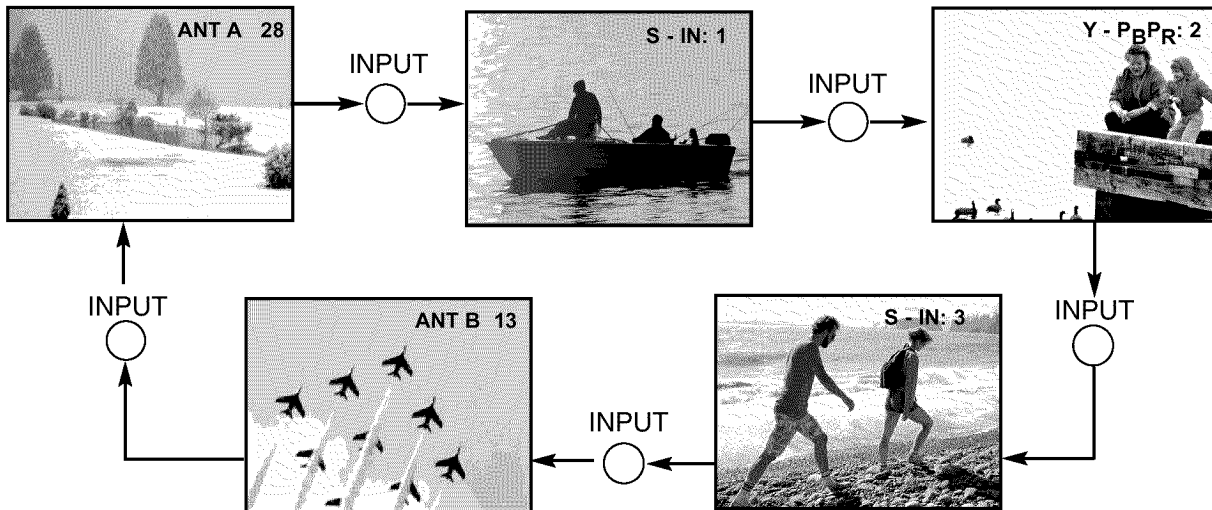 ANT A 28
INPUT
S - IN: 1
INPUT
Y - PBPR: 2
INPUT
S - IN: 3
INPUT
ANT B 13
INPUT